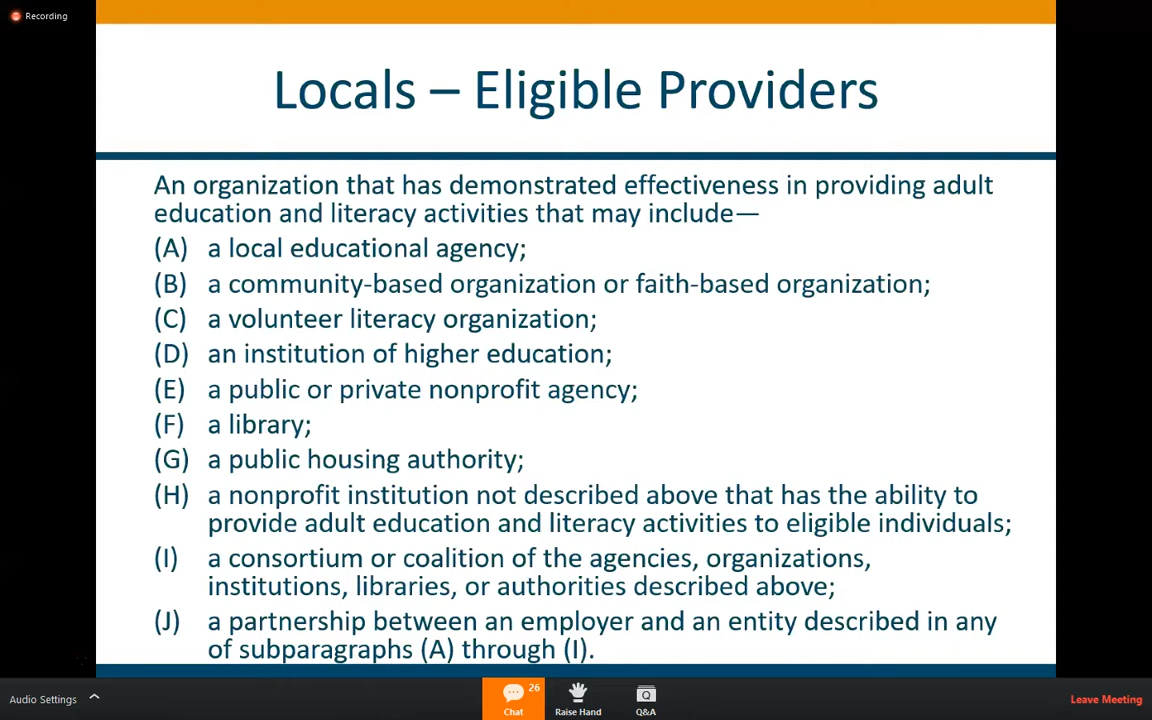 Recording
Locals – Eligible Providers
An organization that has demonstrated effectiveness in providing adult
education and literacy activities that may include—
(A) a local educational agency;
(B) a community-based organization or faith-based organization;
(C) a volunteer literacy organization;
(D) an institution of higher education;
(E) a public or private nonprofit agency;
(F) a library;
(G) a public housing authority;
(H) a nonprofit institution not described above that has the ability to
provide adult education and literacy activities to eligible individuals;
(I) a consortium or coalition of the agencies, organizations,
institutions, libraries, or authorities described above;
(J) a partnership between an employer and an entity described in any
of subparagraphs (A) through (I).
Audio Settings
26
Chat
Raise Hand
Q
Q&A
Leave Meeting